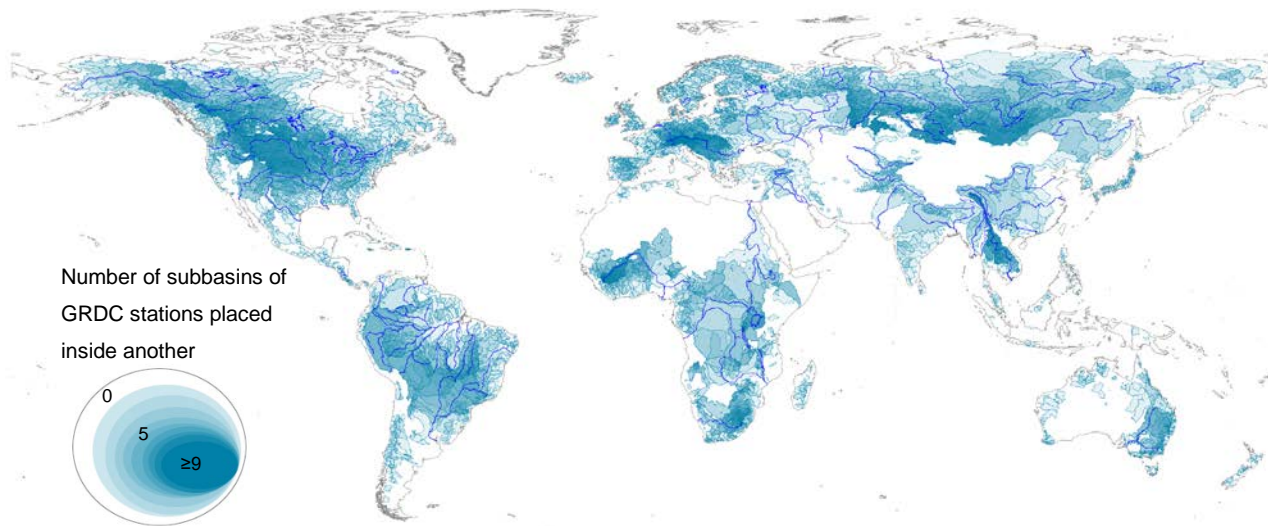 Number of subbasins of
GRDC stations placed
inside another
0
5
≥9